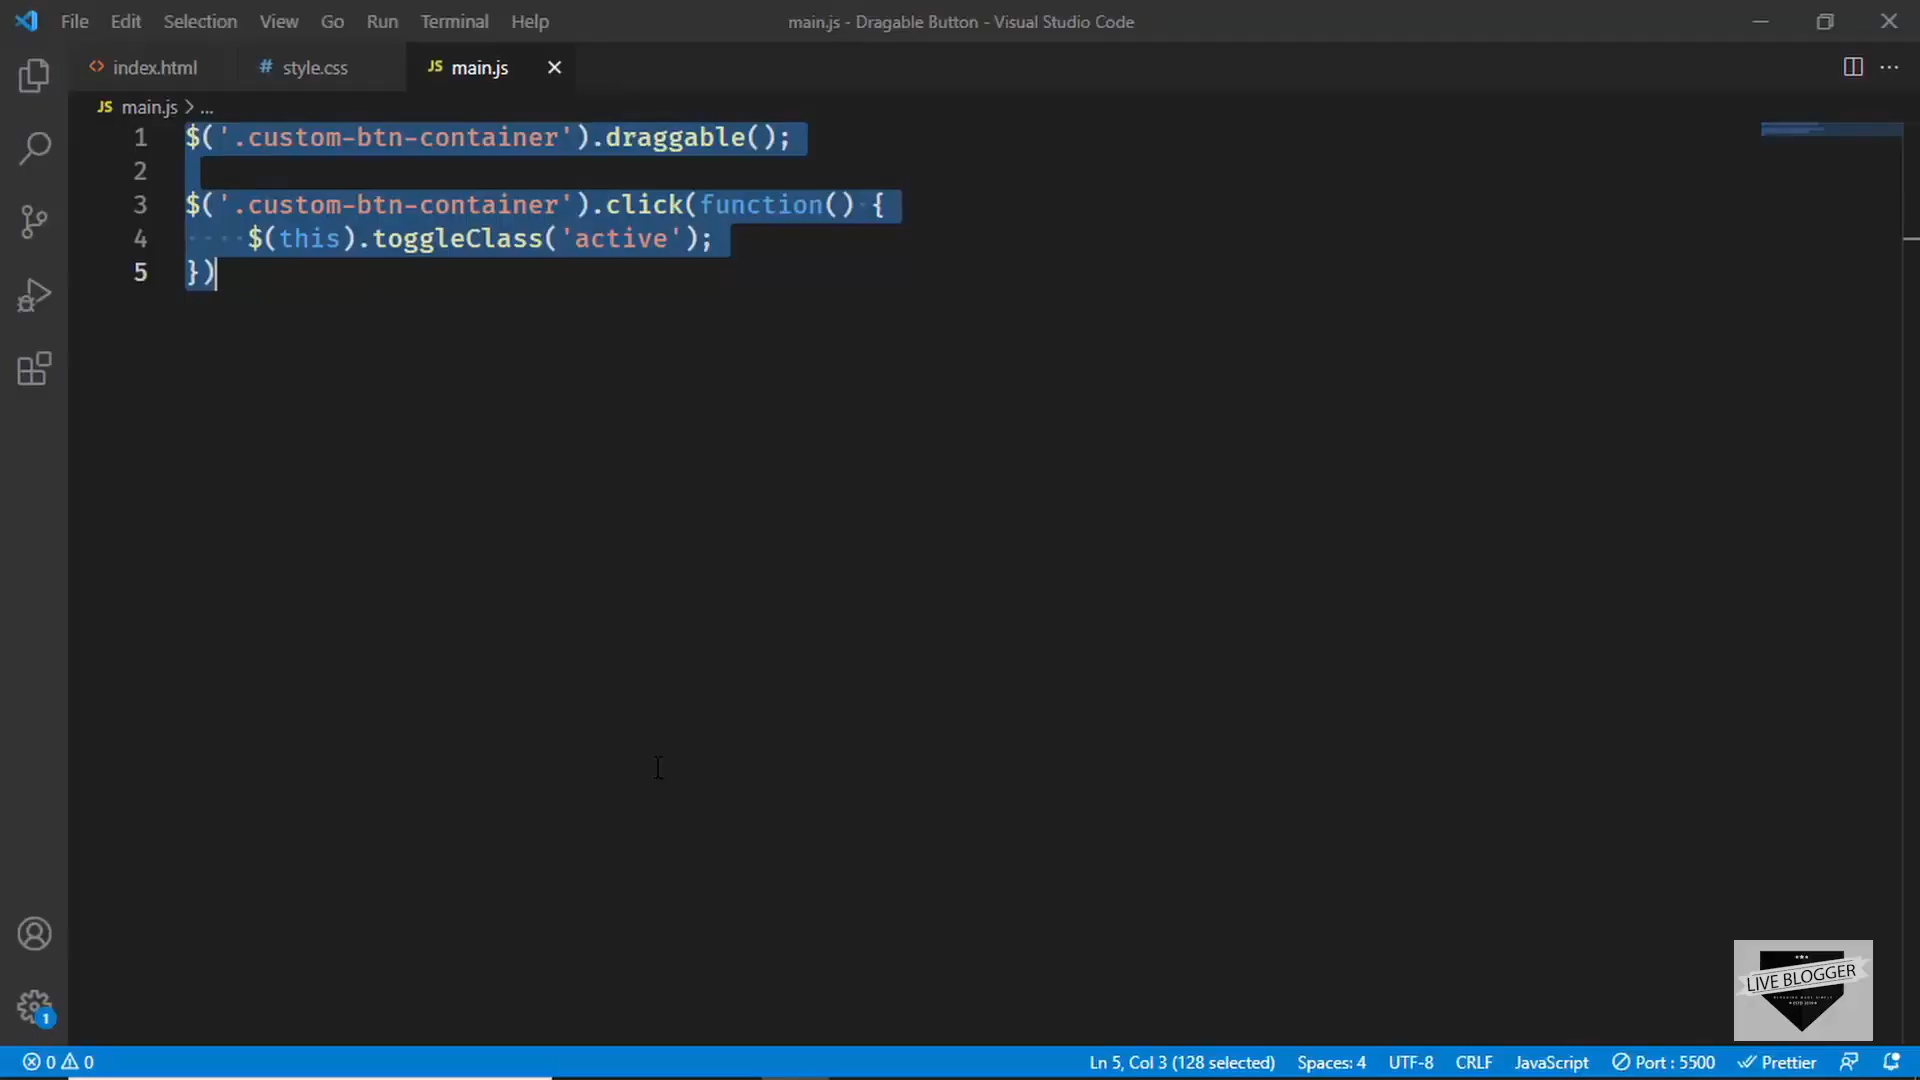 File Edit Selection View Go Run Terminal Help
main.js - Dragable Button - Visual Studio Code
<> index.html
# style.css
JS main.js ×
JS main.js > ...
1 $('.custom-btn-container').draggable();
2
3 $('.custom-btn-container').click(function() {
4 $(this).toggleClass('active');
5 })
LIVE BLOGGER
1
0 0
Ln 5, Col 3 (128 selected) Spaces: 4 UTF-8 CRLF JavaScript Port : 5500 Prettier